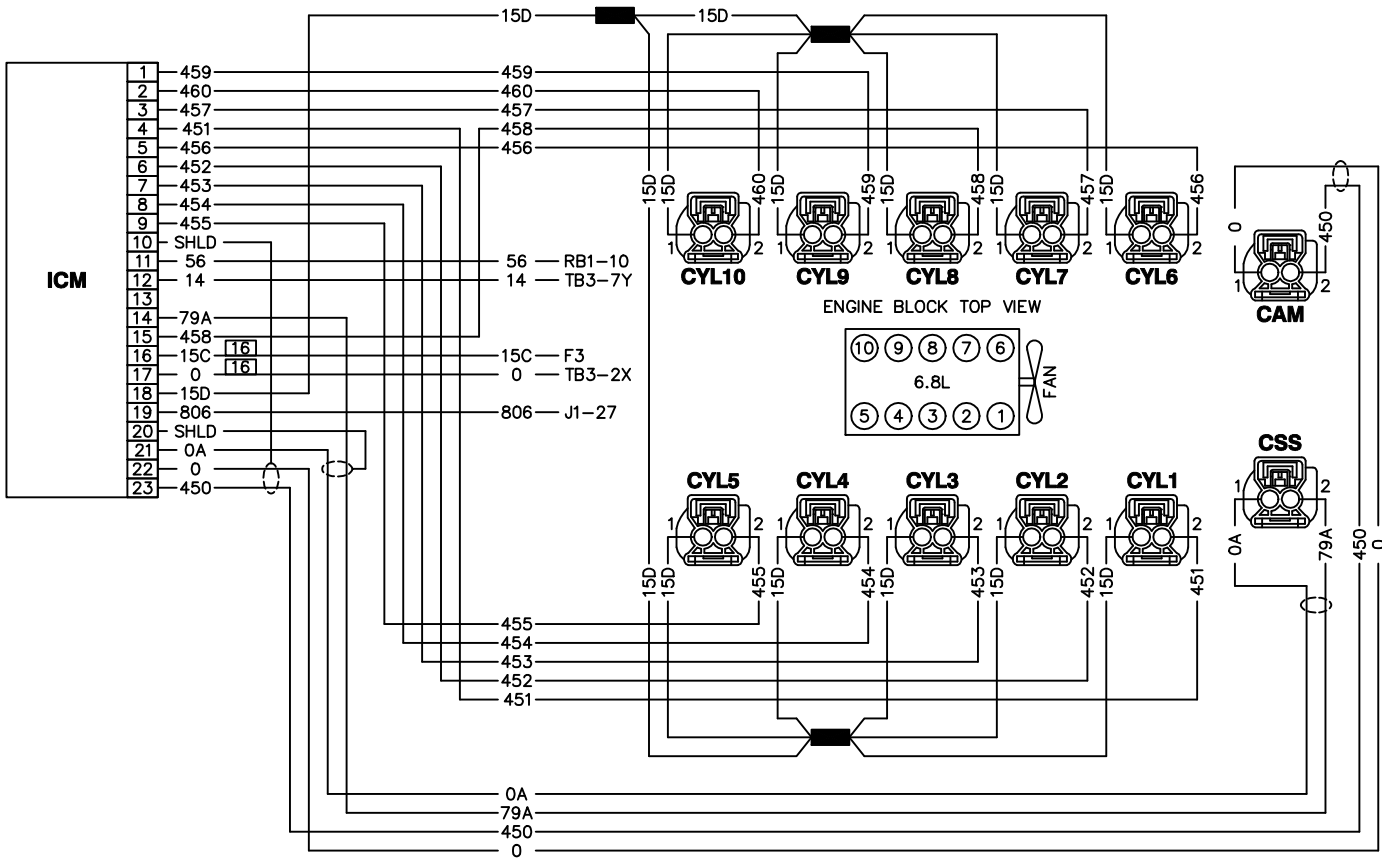 15D 15D
ICM
1 459 459
2 460 460
3 457 457
4 451 458
5 456 456
6 452
7 453
8 454
9 455
10 SHLD
11 56 56 RB1-10
12 14 14 TB3-7Y
13
14 79A
15 458
16 15C 16 15C F3
17 0 16 0 TB3-2X
18 15D
19 806 806 J1-27
20 SHLD
21 0A
22 0
23 450
15D 15D 460 15D 459 15D 458 15D 457 15D 456
1 2 1 2 1 2 1 2 1 2
CYL10 CYL9 CYL8 CYL7 CYL6
0 450
1 2
CAM
ENGINE BLOCK TOP VIEW
10 9 8 7 6
6.8L
FAN
5 4 3 2 1
CYL5 CYL4 CYL3 CYL2 CYL1
1 2 1 2 1 2 1 2 1 2
15D 15D 455 15D 454 15D 453 15D 452 15D 451
CSS
1 2
0A 79A 450 0
455
454
453
452
451
0A
79A
450
0